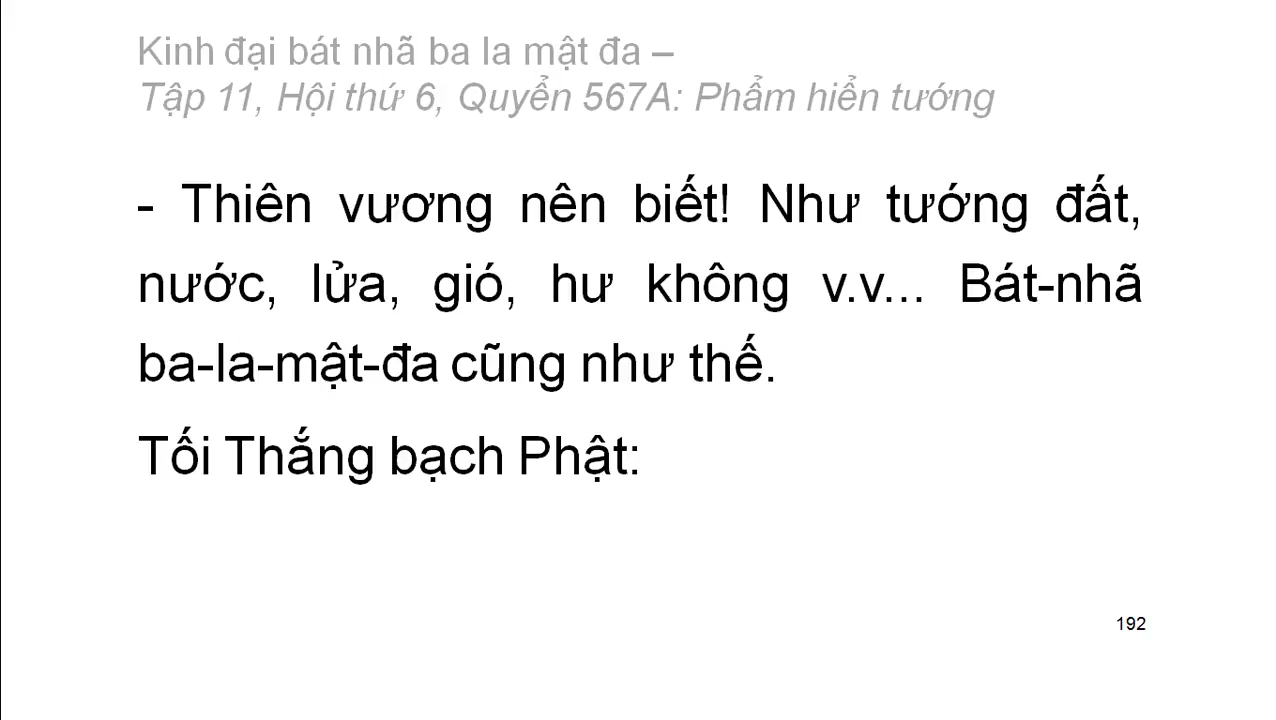 Kinh đại bát nhã ba la mật đa –
Tập 11, Hội thứ 6, Quyển 567A: Phẩm hiển tướng
- Thiên vương nên biết! Như tướng đất,
nước, lửa, gió, hư không v.v... Bát-nhã
ba-la-mật-đa cũng như thế.
Tối Thắng bạch Phật:
192